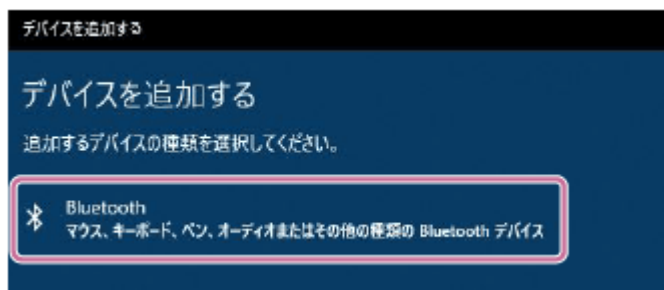 デバイスを追加する
デバイスを追加する
追加するデバイスの種類を選択してください。
Bluetooth
マウス、キーボード、ペン、オーディオまたはその他の種類の Bluetooth デバイス